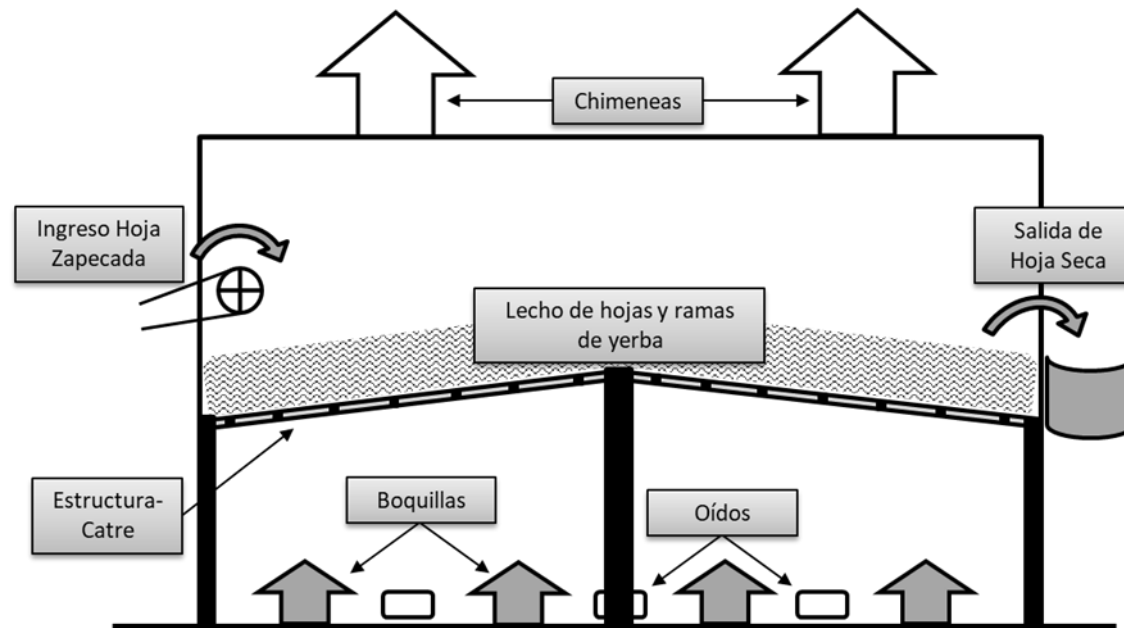 Chimeneas
Ingreso Hoja
Zapecada
Salida de
Hoja Seca
Lecho de hojas y ramas
de yerba
Estructura-
Catre
Boquillas
Oídos